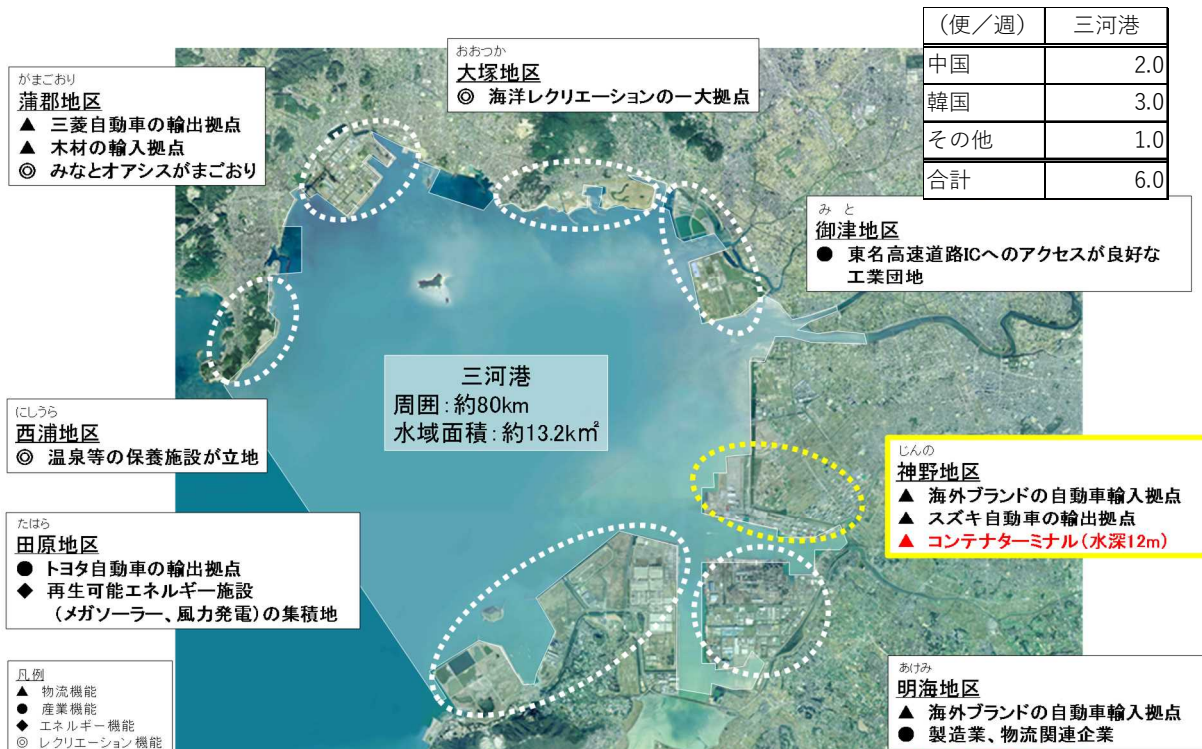 (便／週) 三河港
中国 2.0
韓国 3.0
その他 1.0
合計 6.0
おおつか
大塚地区
◎ 海洋レクリエーションの一大拠点
がまごおり
蒲郡地区
▲ 三菱自動車の輸出拠点
▲ 木材の輸入拠点
◎ みなとオアシスがまごおり
みと
御津地区
● 東名高速道路ICへのアクセスが良好な
工業団地
三河港
周囲：約80km
水域面積：約13.2k㎡
にしうら
西浦地区
◎ 温泉等の保養施設が立地
じんの
神野地区
▲ 海外ブランドの自動車輸入拠点
▲ スズキ自動車の輸出拠点
▲ コンテナターミナル（水深12m）
たはら
田原地区
● トヨタ自動車の輸出拠点
◆ 再生可能エネルギー施設
（メガソーラー、風力発電）の集積地
あけみ
明海地区
▲ 海外ブランドの自動車輸入拠点
● 製造業、物流関連企業
凡例
▲ 物流機能
● 産業機能
◆ エネルギー機能
◎ レクリエーション機能